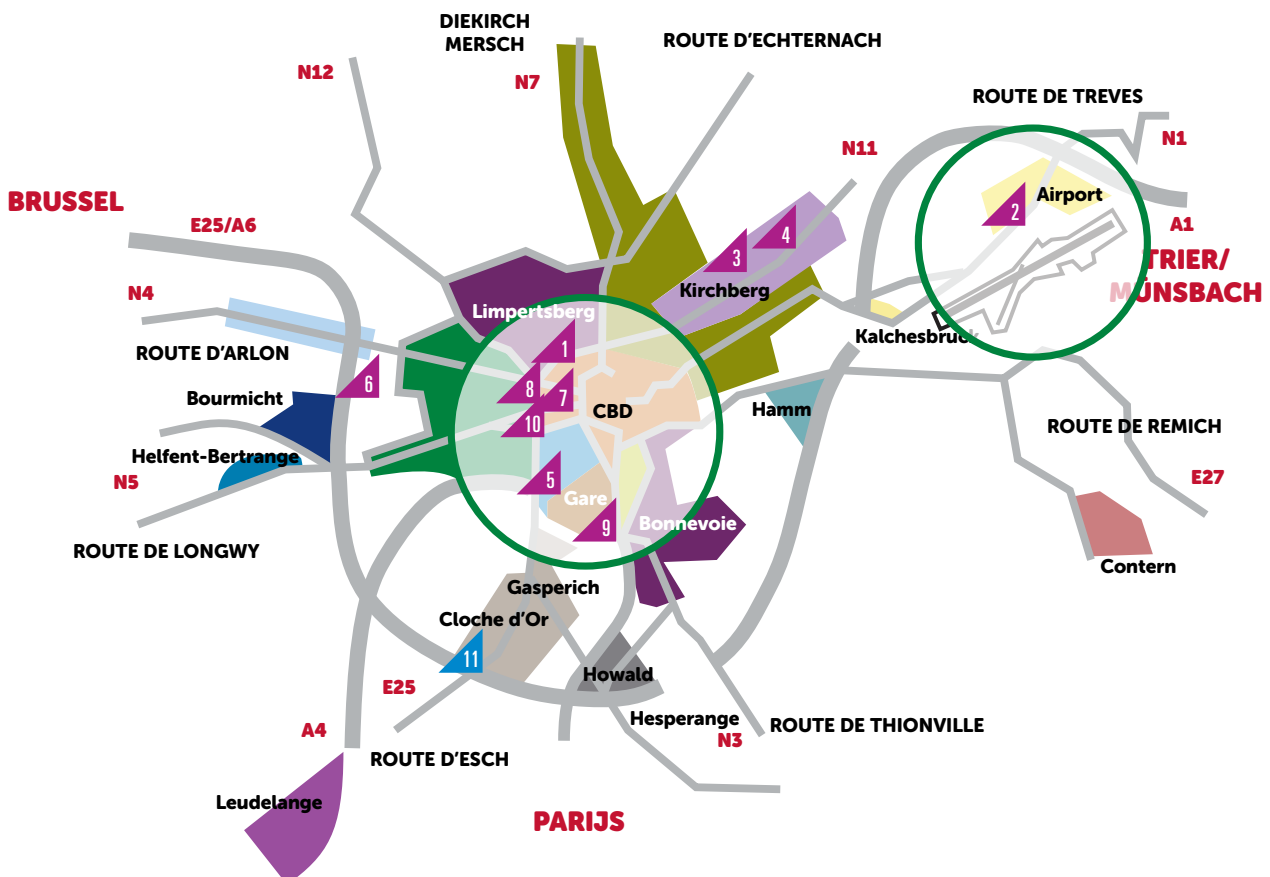 DIEKIRCH
MERSCH
ROUTE D'ECHTERNACH
N12
N7
ROUTE DE TREVES
N1
N11
BRUSSEL
E25/A6
Airport
2
A1
TRIER/
MÜNSBACH
4
3
Kirchberg
N4
Limpertsberg
Kalchesbruck
ROUTE D'ARLON
1
6
8
7
Bourmicht
CBD
Hamm
10
ROUTE DE REMICH
Helfent-Bertrange
N5
5
E27
Gare
9
Bonnevoie
ROUTE DE LONGWY
Contern
Gasperich
Cloche d'Or
11
Howald
E25
Hesperange
ROUTE DE THIONVILLE
N3
A4
ROUTE D'ESCH
Leudelange
PARIJS